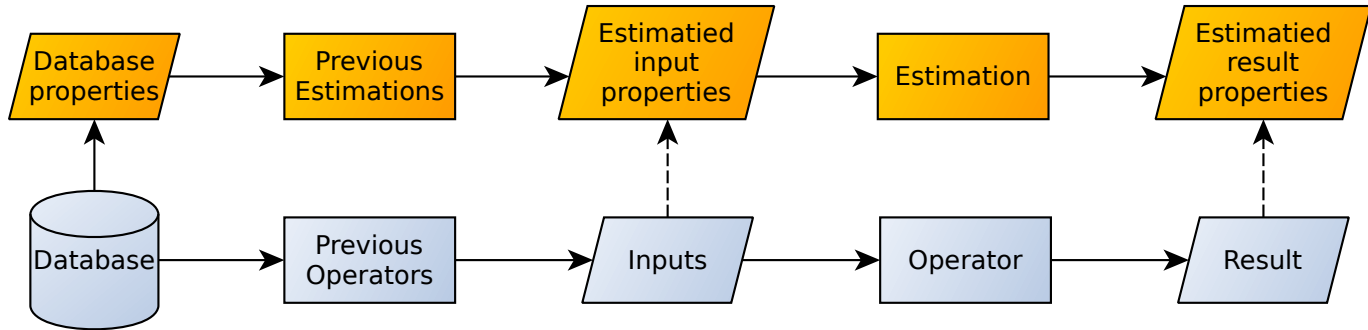 Database
properties
Previous
Estimations
Estimatied
input
properties
Estimation
Estimatied
result
properties
Database
Previous
Operators
Inputs
Operator
Result